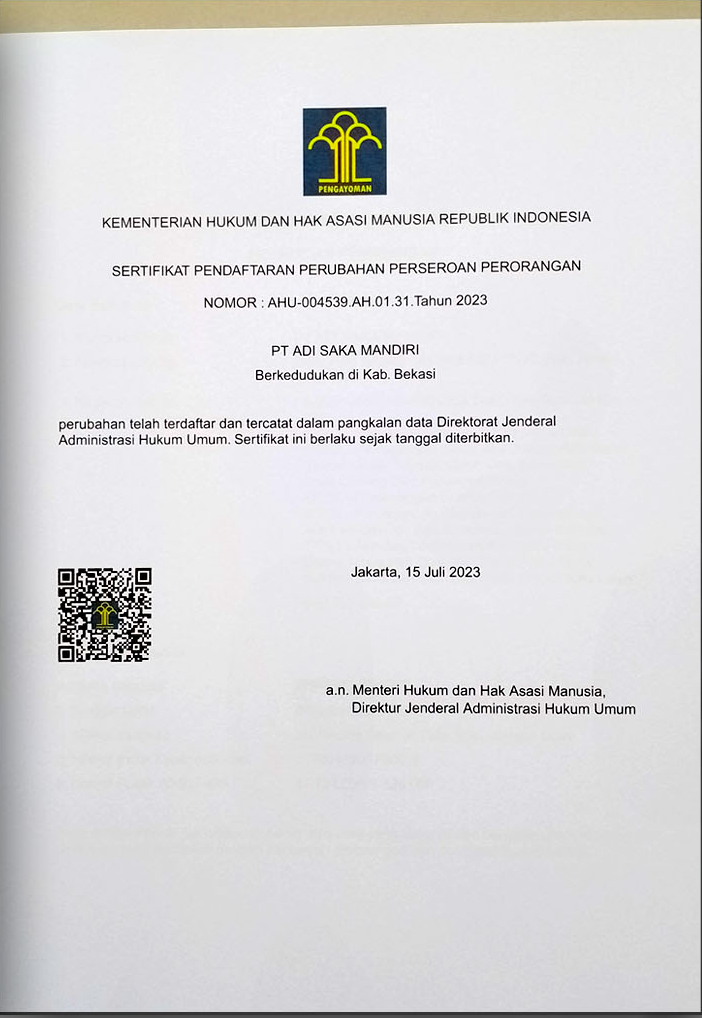 PENGAYOMAN
KEMENTERIAN HUKUM DAN HAK ASASI MANUSIA REPUBLIK INDONESIA
SERTIFIKAT PENDAFTARAN PERUBAHAN PERSEROAN PERORANGAN
NOMOR : AHU-004539.AH.01.31.Tahun 2023
PT ADI SAKA MANDIRI
Berkedudukan di Kab. Bekasi
perubahan telah terdaftar dan tercatat dalam pangkalan data Direktorat Jenderal
Administrasi Hukum Umum. Sertifikat ini berlaku sejak tanggal diterbitkan.
Jakarta, 15 Juli 2023
a.n. Menteri Hukum dan Hak Asasi Manusia,
Direktur Jenderal Administrasi Hukum Umum